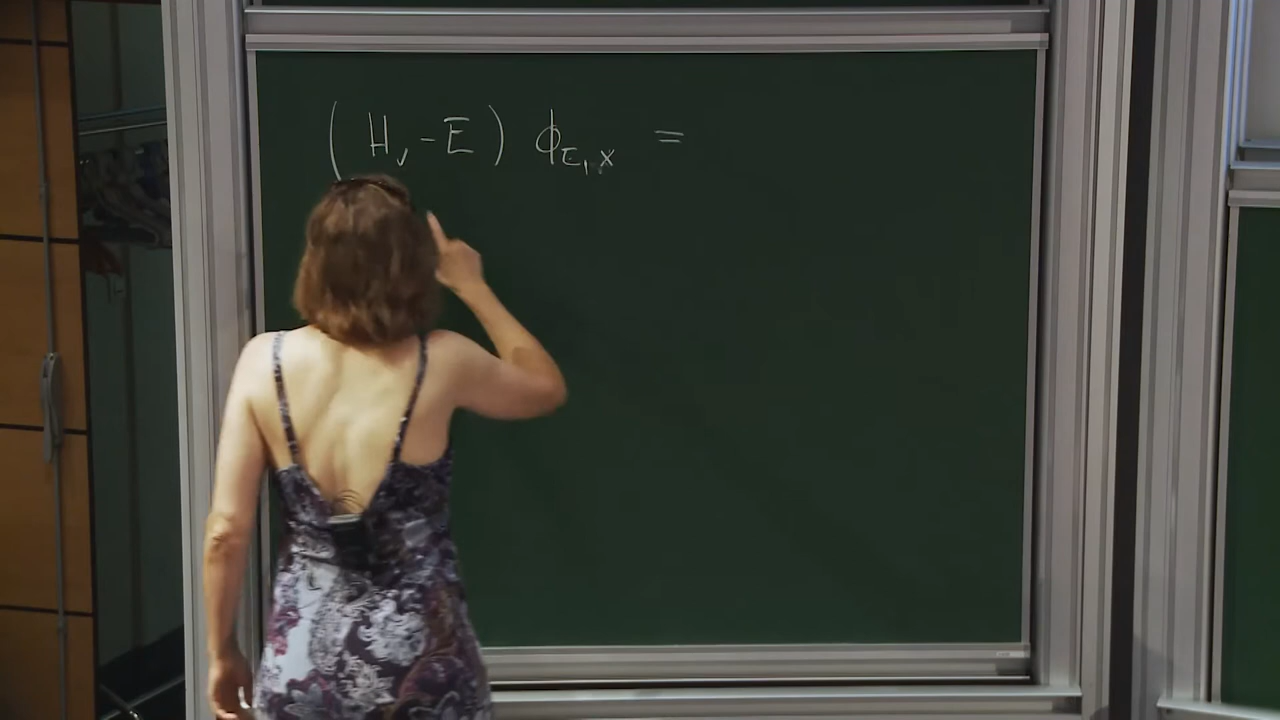 ( H_v - E ) ϕ_{E,x} =